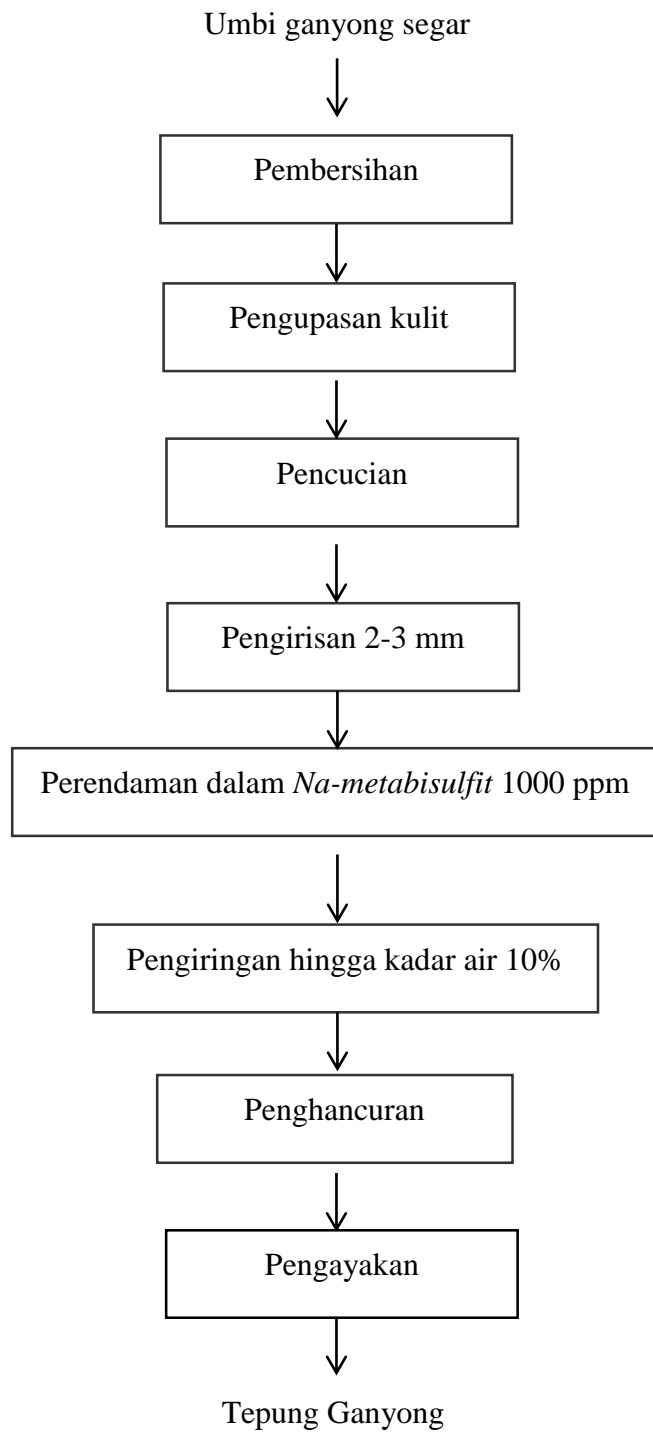 Umbi ganyong segar
Pembersihan
Pengupasan kulit
Pencucian
Pengirisan 2-3 mm
Perendaman dalam Na-metabisulfit 1000 ppm
Pengiringan hingga kadar air 10%
Penghancuran
Pengayakan
Tepung Ganyong